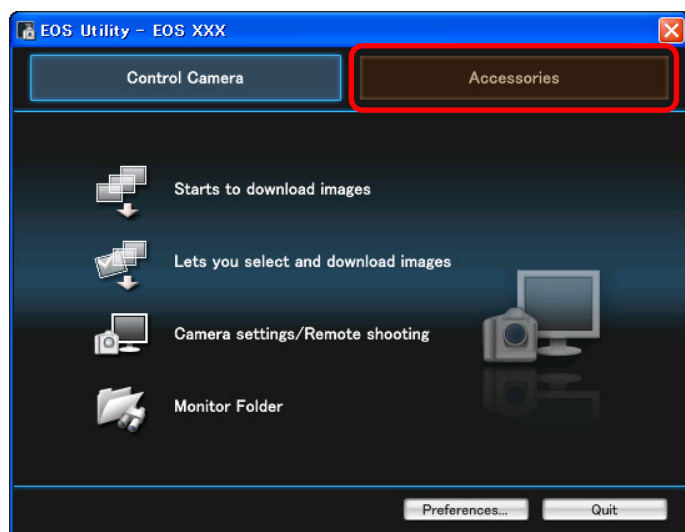 EOS Utility - EOS XXX
Control Camera
Accessories
Starts to download images
Lets you select and download images
Camera settings/Remote shooting
Monitor Folder
Preferences...
Quit